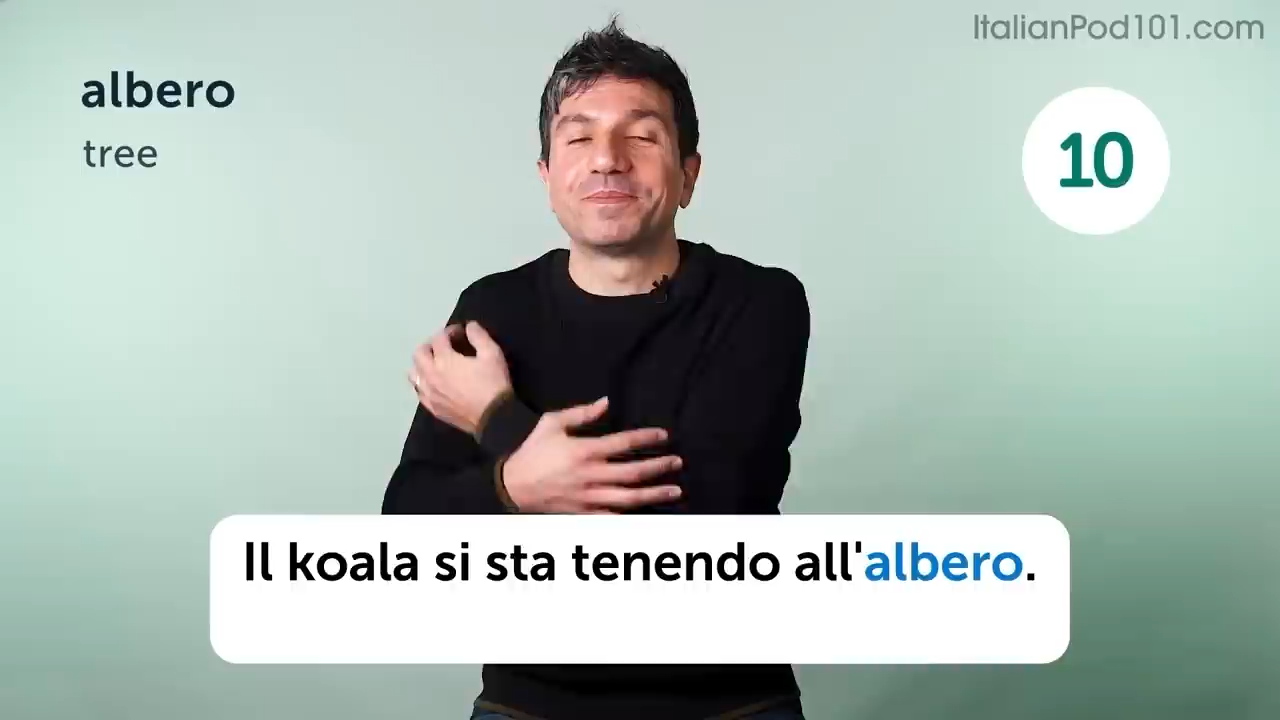 ItalianPod101.com
albero
tree
10
Il koala si sta tenendo all'albero.